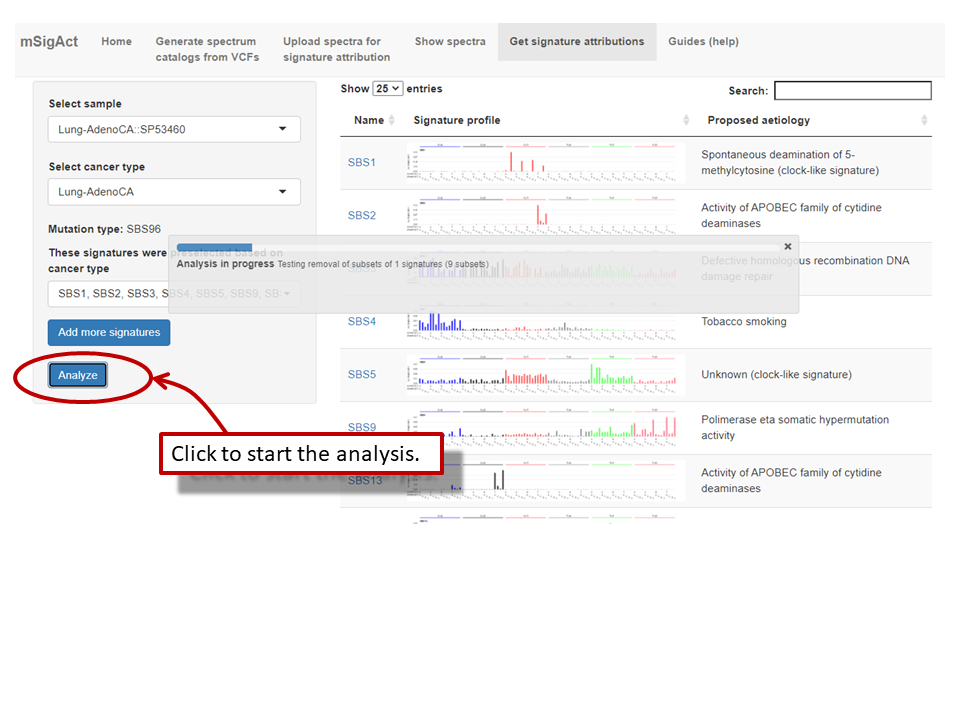 mSigAct
Home
Generate spectrum
catalogs from VCFs
Upload spectra for
signature attribution
Show spectra
Get signature attributions
Guides (help)
Select sample
Lung-AdenoCA::SP53460
Select cancer type
Lung-AdenoCA
Mutation type: SBS96
These signatures were preselected based on
cancer type
SBS1, SBS2, SBS3, SBS4, SBS5, SBS9, SB
Add more signatures
Analyze
Click to start the analysis.
Analysis in progress Testing removal of subsets of 1 signatures (9 subsets)
Show 25 entries
Search:
Name
Signature profile
Proposed aetiology
SBS1
Spontaneous deamination of 5-
methylcytosine (clock-like signature)
SBS2
Activity of APOBEC family of cytidine
deaminases
Defective homologous recombination DNA
damage repair
SBS4
Tobacco smoking
SBS5
Unknown (clock-like signature)
SBS9
Polimerase eta somatic hypermutation
activity
SBS13
Activity of APOBEC family of cytidine
deaminases